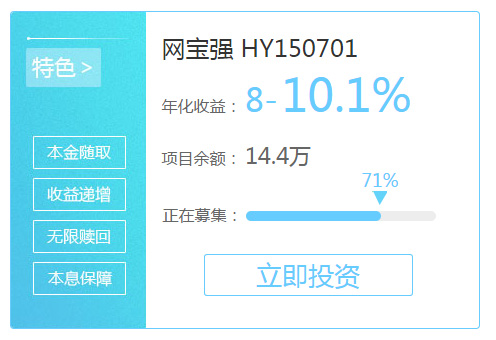 特色 >
本金随取
收益递增
无限赎回
本息保障
网宝强 HY150701
年化收益： 8-10.1%
项目余额： 14.4万
71%
正在募集：
立即投资